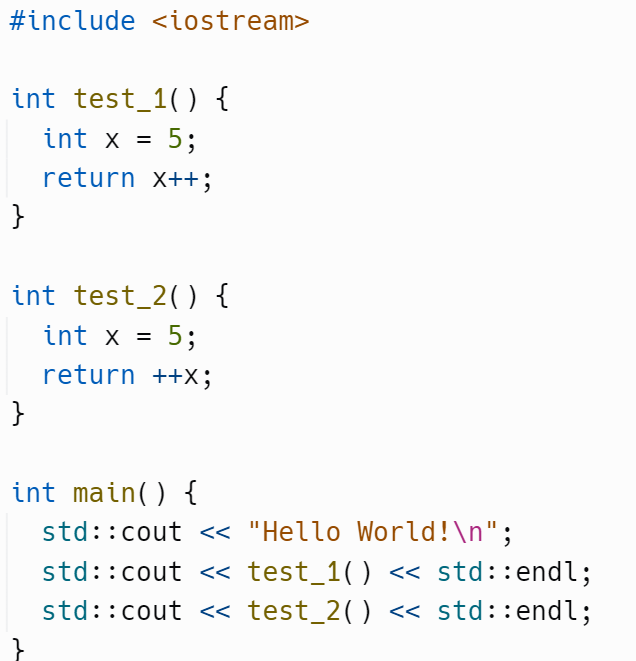 #include <iostream>

int test_1() {
  int x = 5;
  return x++;
}

int test_2() {
  int x = 5;
  return ++x;
}

int main() {
  std::cout << "Hello World!\n";
  std::cout << test_1() << std::endl;
  std::cout << test_2() << std::endl;
}